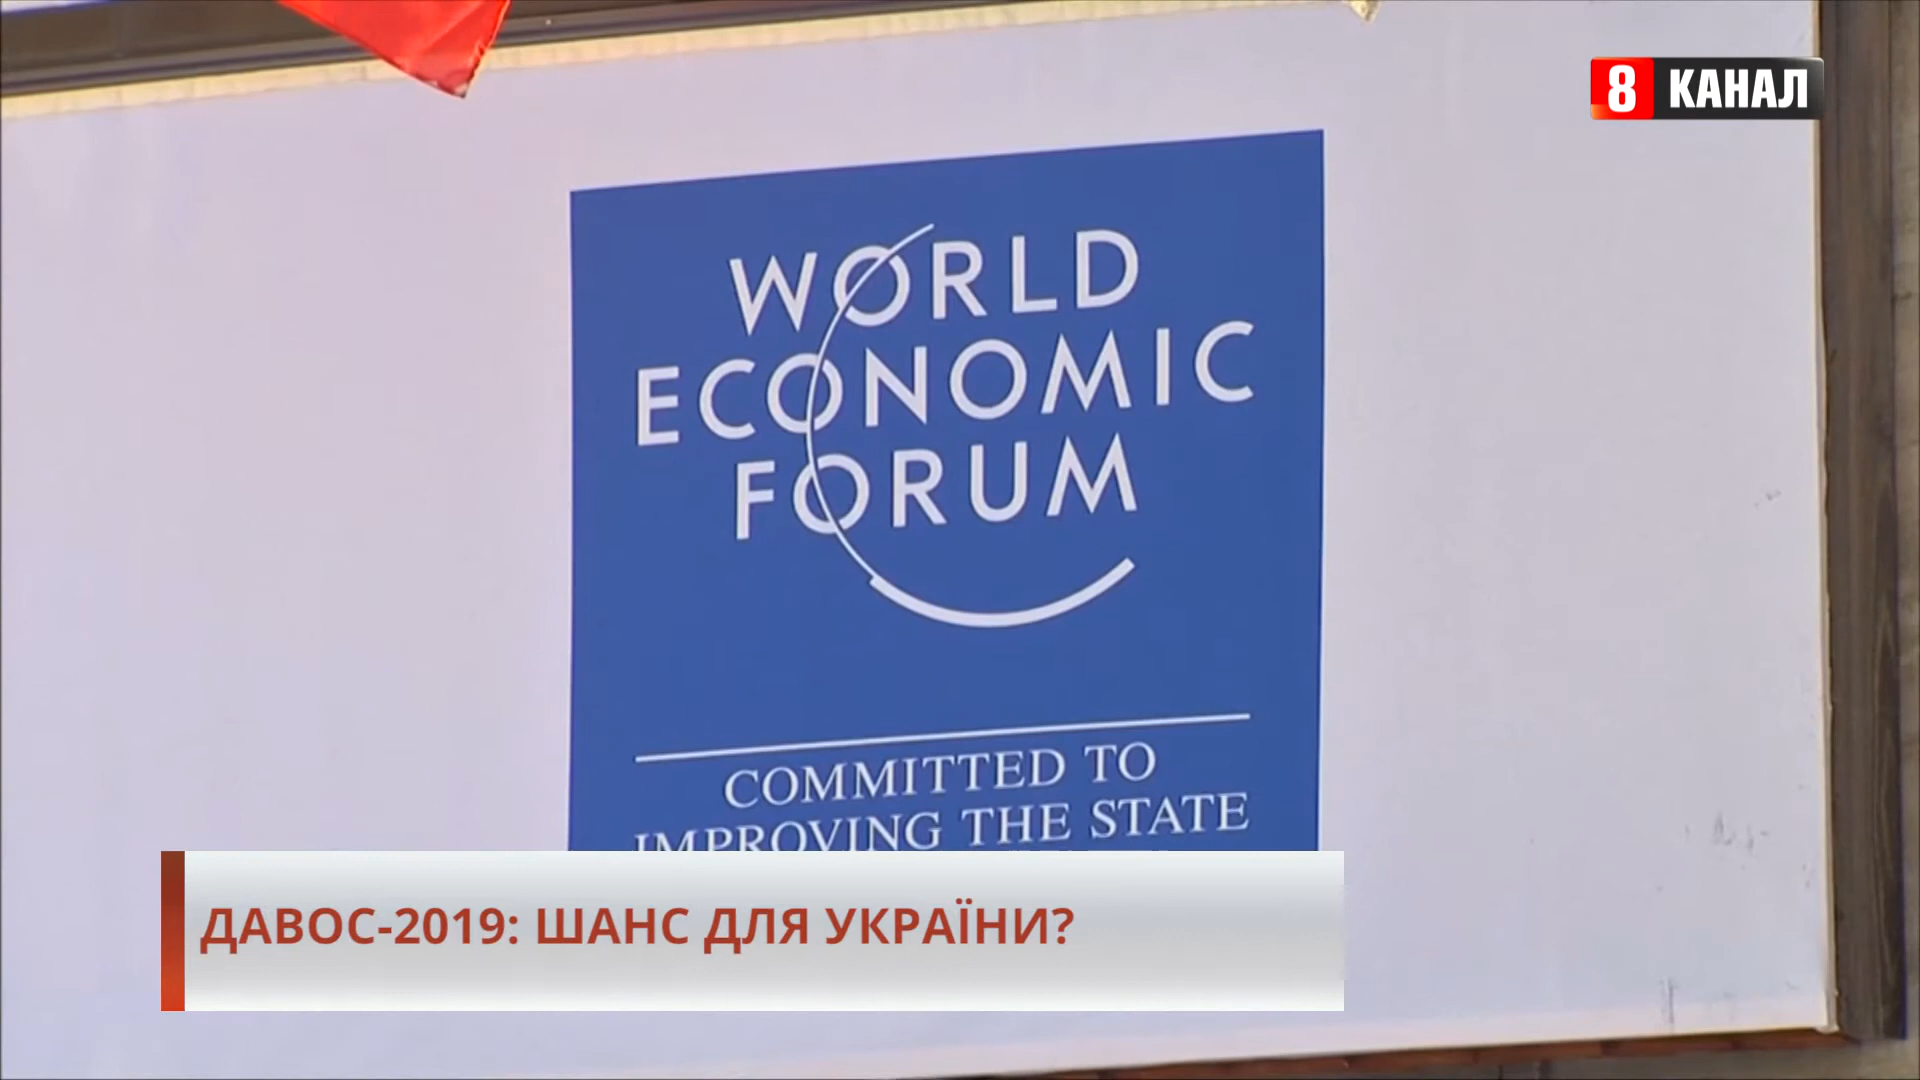 8 КАНАЛ
WORLD
ECONOMIC
FORUM
COMMITTED TO
IMPROVING THE STATE
ДАВОС-2019: ШАНС ДЛЯ УКРАЇНИ?